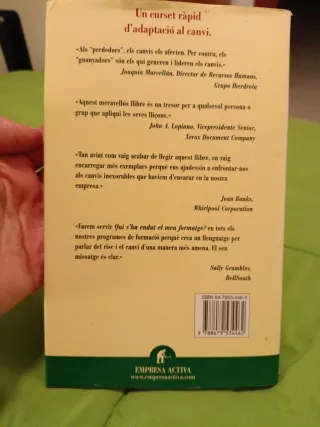 Un curset ràpid
d'adaptació al canvi.
«Als "perdedors", els canvis els afecten. Per contra, els
"guanyadors" són els qui generen i lideren els canvis.»
Joaquín Marcellán, Director de Recursos Humans,
Grupo Iberdrola
«Aquest meravellós llibre és un tresor per a qualsevol persona o
grup que apliqui les seves lliçons.»
John A. Lopiano, Vicepresidente Senior,
Xerox Document Company
«Tan aviat com vaig acabar de llegir aquest llibre, en vaig
encarregar més exemplars perquè ens ajudessin a enfrontar-nos
als canvis inexorables que havíem d'encarar en la nostra
empresa.»
Joan Banks,
Whirlpool Corporation
«Farem servir Qui s'ha endut el meu formatge? en tots els
nostres programes de formació perquè crea un llenguatge per
parlar del risc i el canvi d'una manera més amena. El seu
missatge és clar.»
Sally Grumbles,
BellSouth
EMPRESA ACTIVA
www.empresaactiva.com